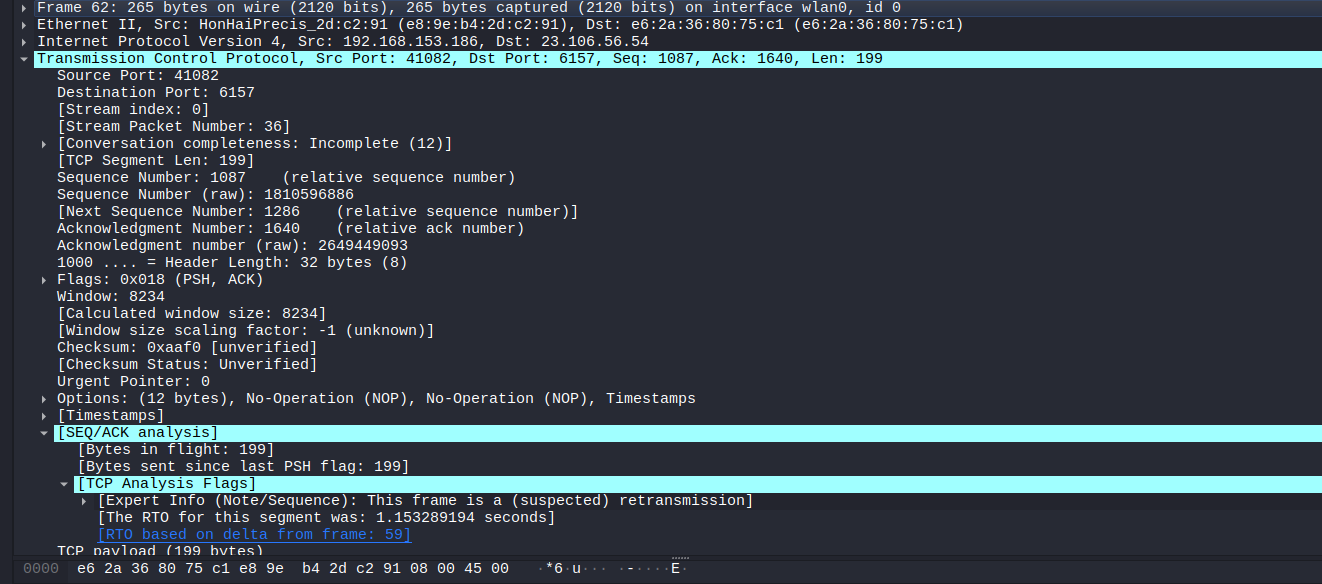 Frame 62: 265 bytes on wire (2120 bits), 265 bytes captured (2120 bits) on interface wlan0, id 0
Ethernet II, Src: HonHaiPrecis_2d:c2:91 (e8:9e:b4:2d:c2:91), Dst: e6:2a:36:80:75:c1 (e6:2a:36:80:75:c1)
Internet Protocol Version 4, Src: 192.168.153.186, Dst: 23.106.56.54
Transmission Control Protocol, Src Port: 41082, Dst Port: 6157, Seq: 1087, Ack: 1640, Len: 199
Source Port: 41082
Destination Port: 6157
[Stream index: 0]
[Stream Packet Number: 36]
[Conversation completeness: Incomplete (12)]
[TCP Segment Len: 199]
Sequence Number: 1087    (relative sequence number)
Sequence Number (raw): 1810596886
[Next Sequence Number: 1286    (relative sequence number)]
Acknowledgment Number: 1640    (relative ack number)
Acknowledgment number (raw): 2649449093
1000 .... = Header Length: 32 bytes (8)
Flags: 0x018 (PSH, ACK)
Window: 8234
[Calculated window size: 8234]
[Window size scaling factor: -1 (unknown)]
Checksum: 0xaaf0 [unverified]
[Checksum Status: Unverified]
Urgent Pointer: 0
Options: (12 bytes), No-Operation (NOP), No-Operation (NOP), Timestamps
[Timestamps]
[SEQ/ACK analysis]
[Bytes in flight: 199]
[Bytes sent since last PSH flag: 199]
[TCP Analysis Flags]
[Expert Info (Note/Sequence): This frame is a (suspected) retransmission]
[The RTO for this segment was: 1.153289194 seconds]
[RTO based on delta from frame: 59]
TCP payload (199 bytes)
0000  e6 2a 36 80 75 c1 e8 9e  b4 2d c2 91 08 00 45 00  ·*6·u··· ·-····E·